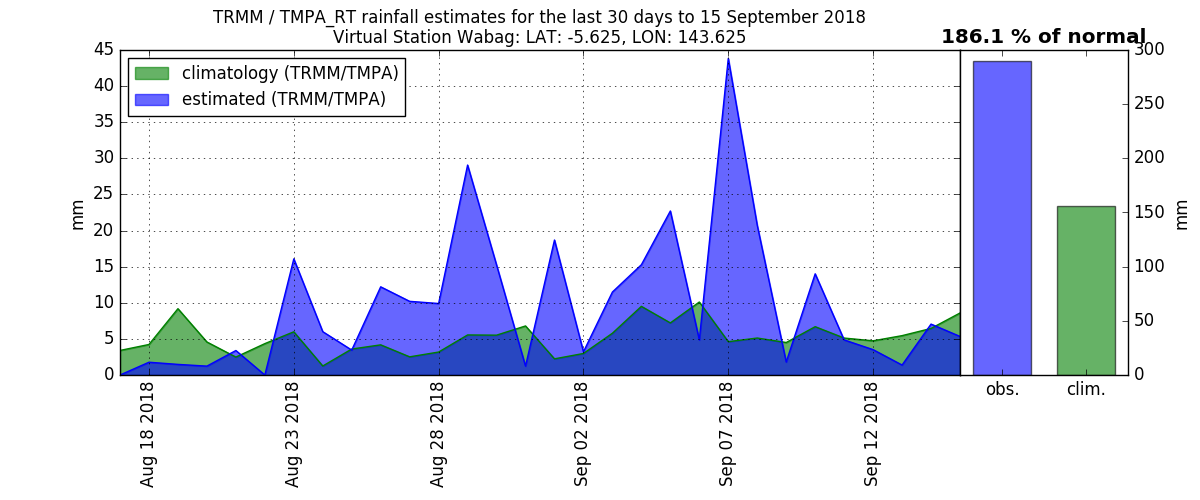 TRMM / TMPA_RT rainfall estimates for the last 30 days to 15 September 2018
Virtual Station Wabag: LAT: -5.625, LON: 143.625
186.1 % of normal
climatology (TRMM/TMPA)
estimated (TRMM/TMPA)
mm
45
40
35
30
25
20
15
10
5
0
Aug 18 2018
Aug 23 2018
Aug 28 2018
Sep 02 2018
Sep 07 2018
Sep 12 2018
300
250
200
150
100
50
0
mm
obs.
clim.